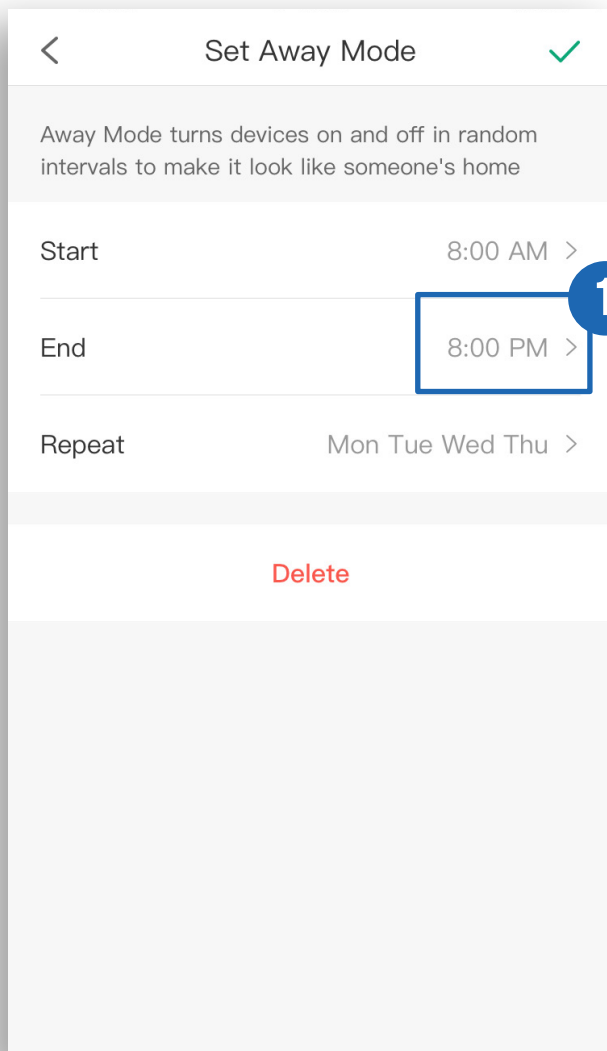 Set Away Mode
Away Mode turns devices on and off in random
intervals to make it look like someone's home
Start 8:00 AM
1
End 8:00 PM
Repeat Mon Tue Wed Thu
Delete